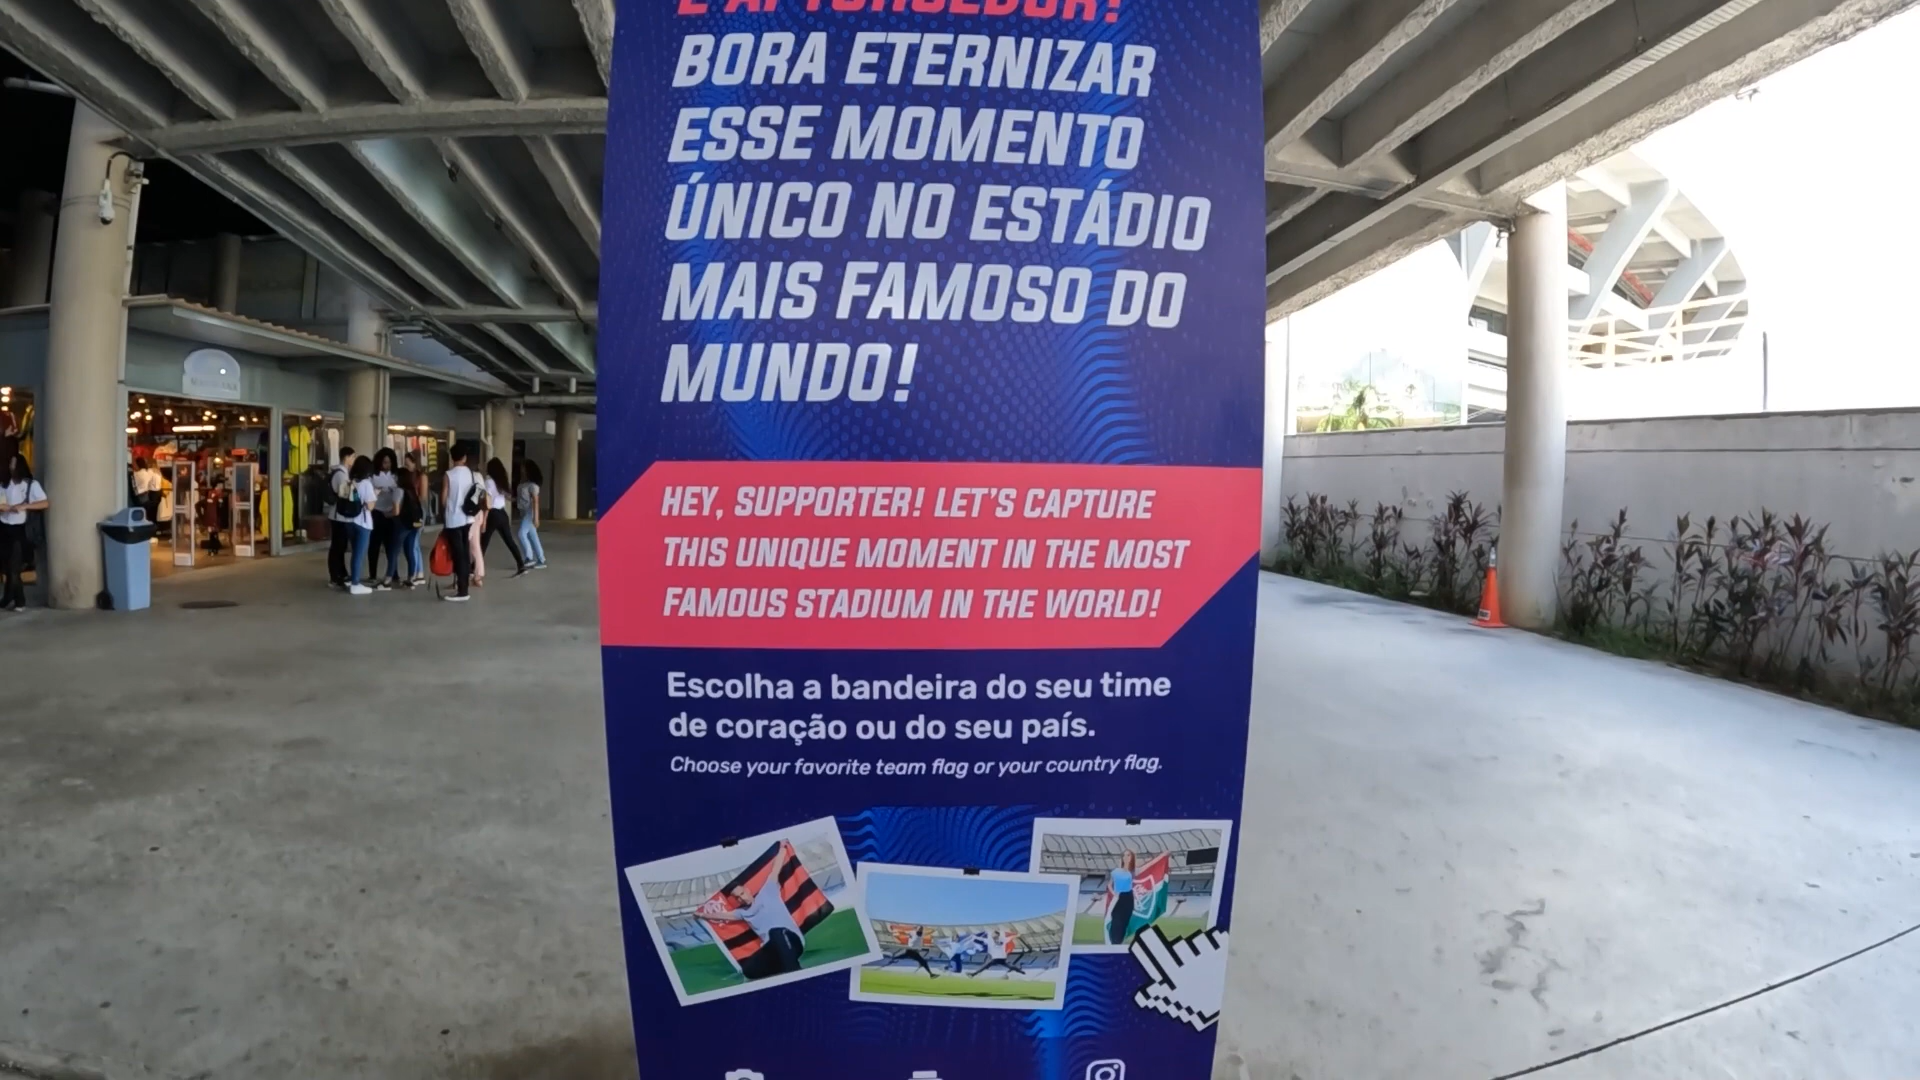 E AÍ TORCEDOR!
BORA ETERNIZAR
ESSE MOMENTO
ÚNICO NO ESTÁDIO
MAIS FAMOSO DO
MUNDO!
HEY, SUPPORTER! LET'S CAPTURE
THIS UNIQUE MOMENT IN THE MOST
FAMOUS STADIUM IN THE WORLD!
Escolha a bandeira do seu time
de coração ou do seu país.
Choose your favorite team flag or your country flag.